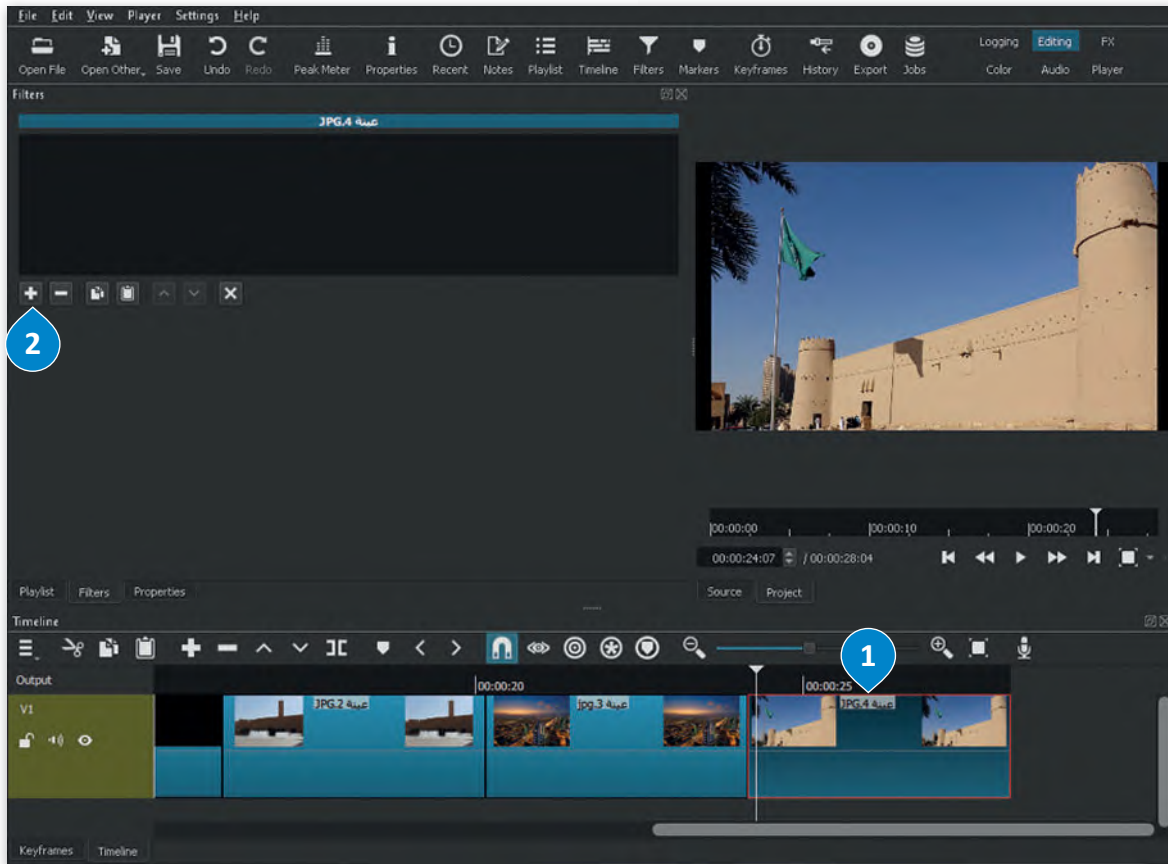 File Edit View Player Settings Help
Open File Open Other Save Undo Redo Peak Meter Properties Recent Notes Playlist Timeline Filters Markers Keyframes History Export Jobs
Logging Editing FX
Color Audio Player
Filters
عينة 4.JPG
2
|00:00:00 |00:00:10 |00:00:20
00:00:24:07 / 00:00:28:04
Playlist Filters Properties
Source Project
Timeline
1
Output
|00:00:20 |00:00:25
V1
عينة 2.JPG عينة 3.jpg عينة 4.JPG
Keyframes Timeline